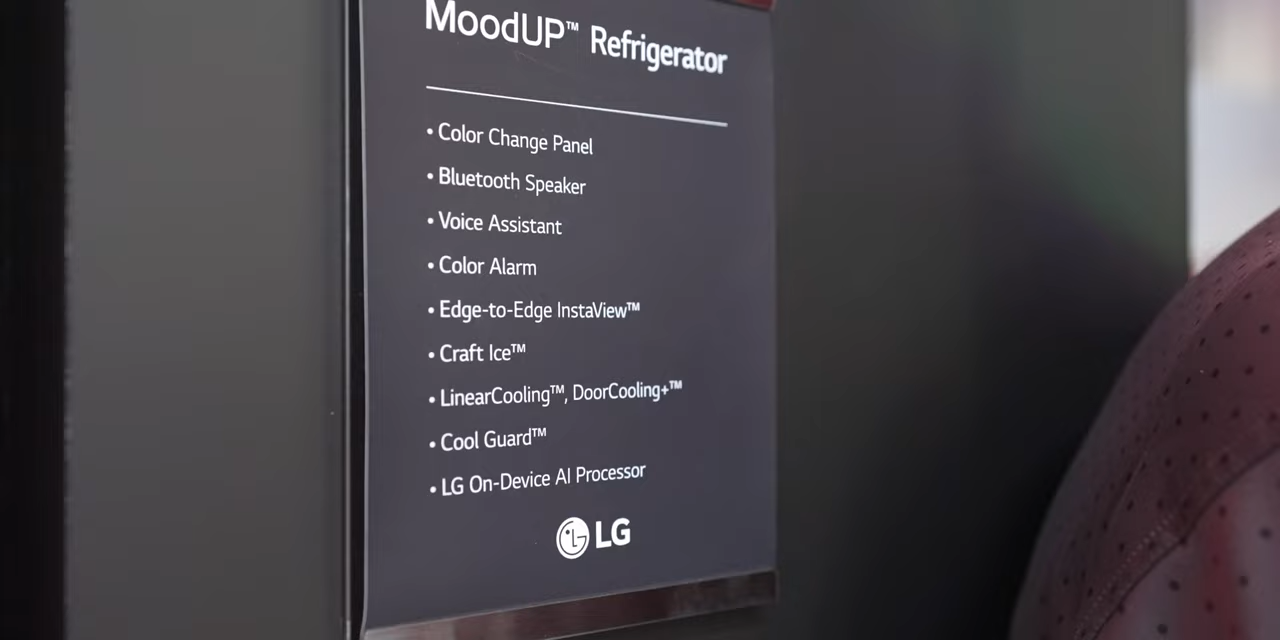 MoodUP™ Refrigerator
• Color Change Panel
• Bluetooth Speaker
• Voice Assistant
• Color Alarm
• Edge-to-Edge InstaView™
• Craft Ice™
• LinearCooling™, DoorCooling+™
• Cool Guard™
• LG On-Device AI Processor
LG